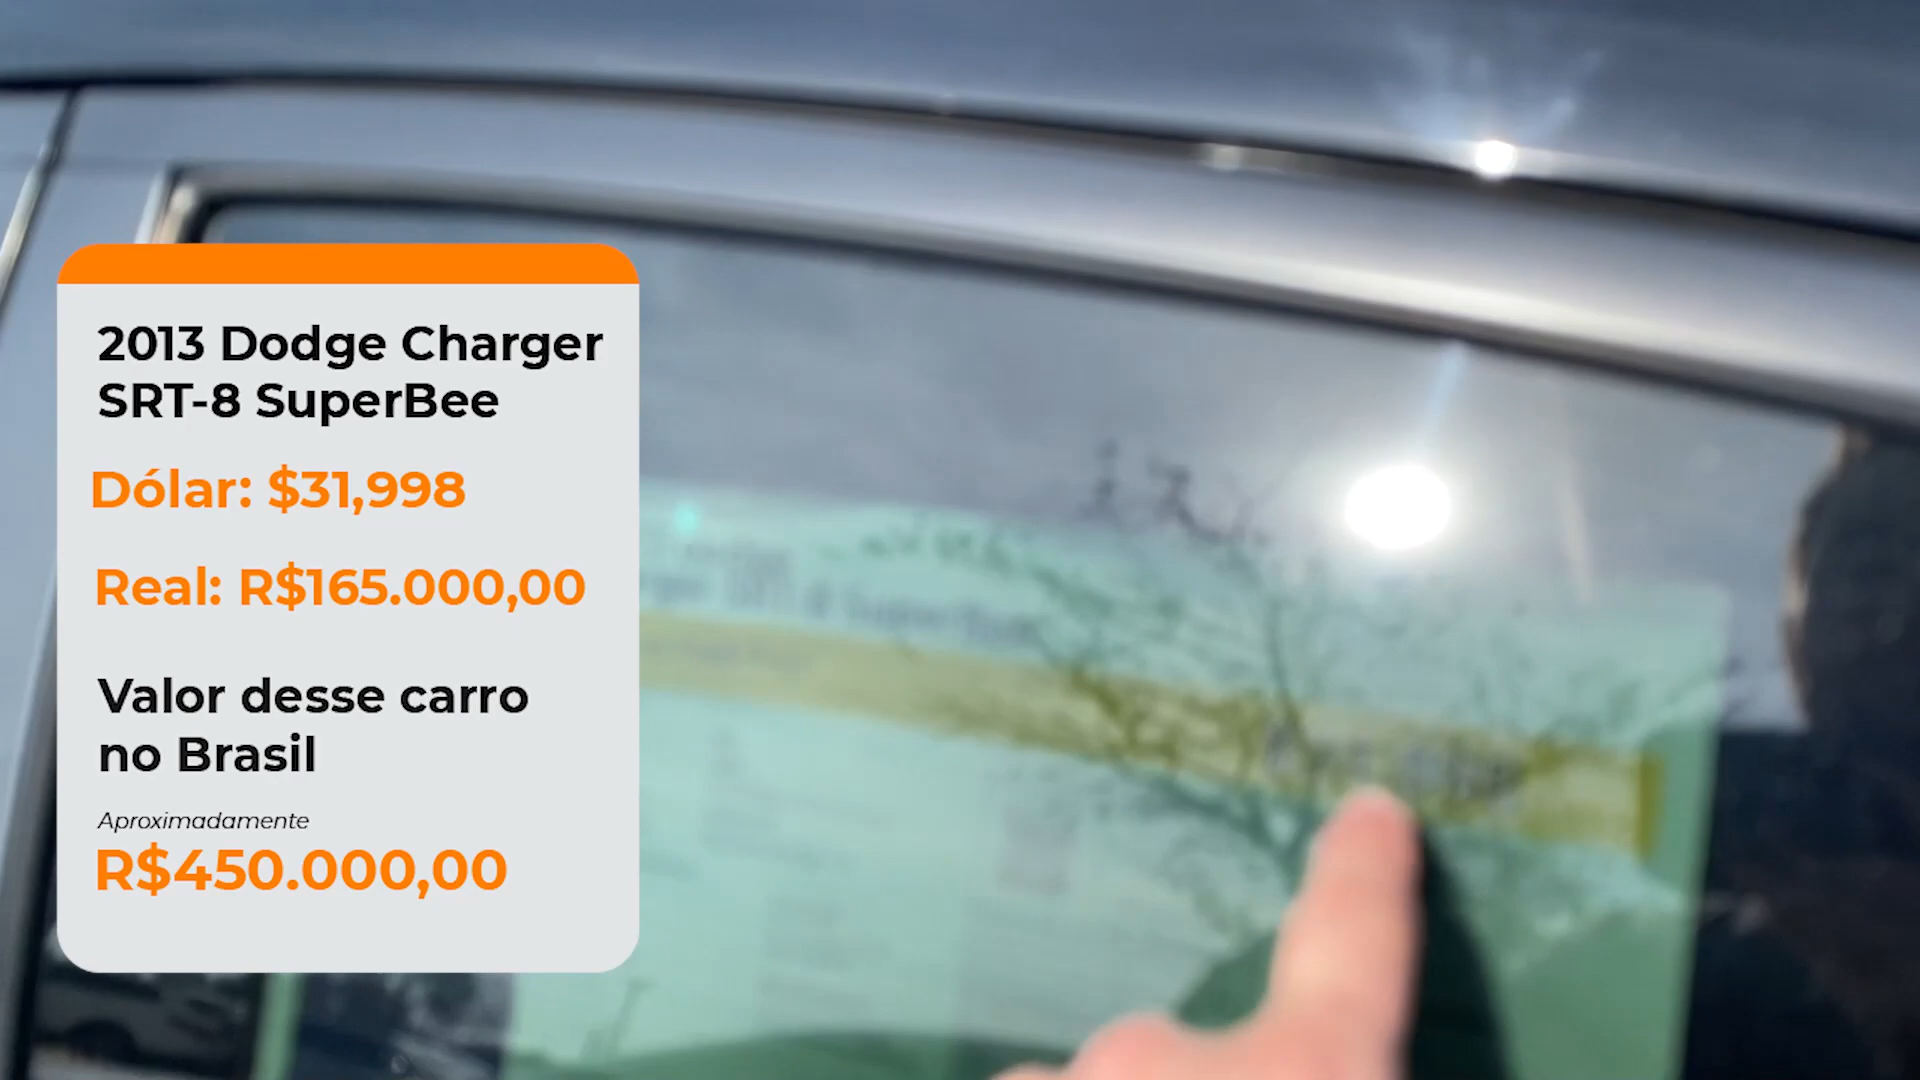 2013 Dodge Charger
SRT-8 SuperBee
Dólar: $31,998
Real: R$165.000,00
Valor desse carro
no Brasil
Aproximadamente
R$450.000,00